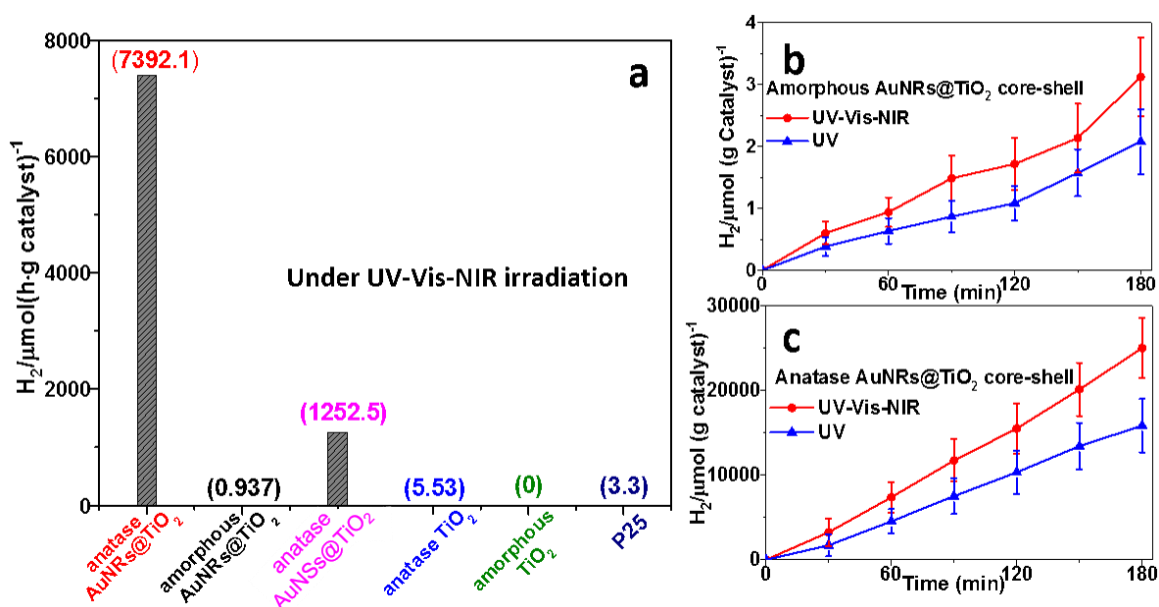 a
H₂/μmol(h·g catalyst)⁻¹
8000
6000
4000
2000
0
(7392.1)
(0.937)
(1252.5)
(5.53)
(0)
(3.3)
Under UV-Vis-NIR irradiation
anatase
AuNRs@TiO₂
amorphous
AuNRs@TiO₂
anatase
AuNSs@TiO₂
anatase TiO₂
amorphous
TiO₂
P25
b
H₂/μmol (g Catalyst)⁻¹
4
3
2
1
0
Amorphous AuNRs@TiO₂ core-shell
UV-Vis-NIR
UV
0
60
120
180
Time (min)
c
H₂/μmol (g catalyst)⁻¹
30000
20000
10000
0
Anatase AuNRs@TiO₂ core-shell
UV-Vis-NIR
UV
0
60
120
180
Time (min)